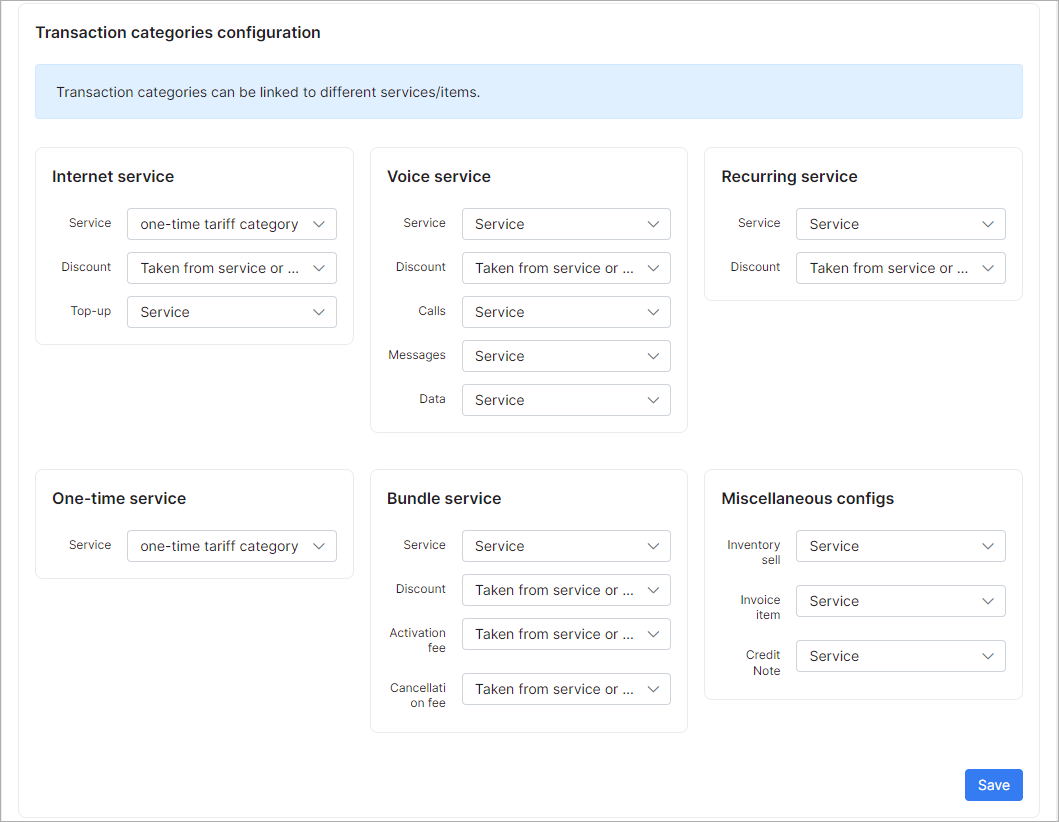 Transaction categories configuration
Transaction categories can be linked to different services/items.
Internet service
Service one-time tariff category
Discount Taken from service or ...
Top-up Service
Voice service
Service Service
Discount Taken from service or ...
Calls Service
Messages Service
Data Service
Recurring service
Service Service
Discount Taken from service or ...
One-time service
Service one-time tariff category
Bundle service
Service Service
Discount Taken from service or ...
Activation
fee
Taken from service or ...
Cancellati
on fee
Taken from service or ...
Miscellaneous configs
Inventory
sell
Service
Invoice
item
Service
Credit
Note
Service
Save